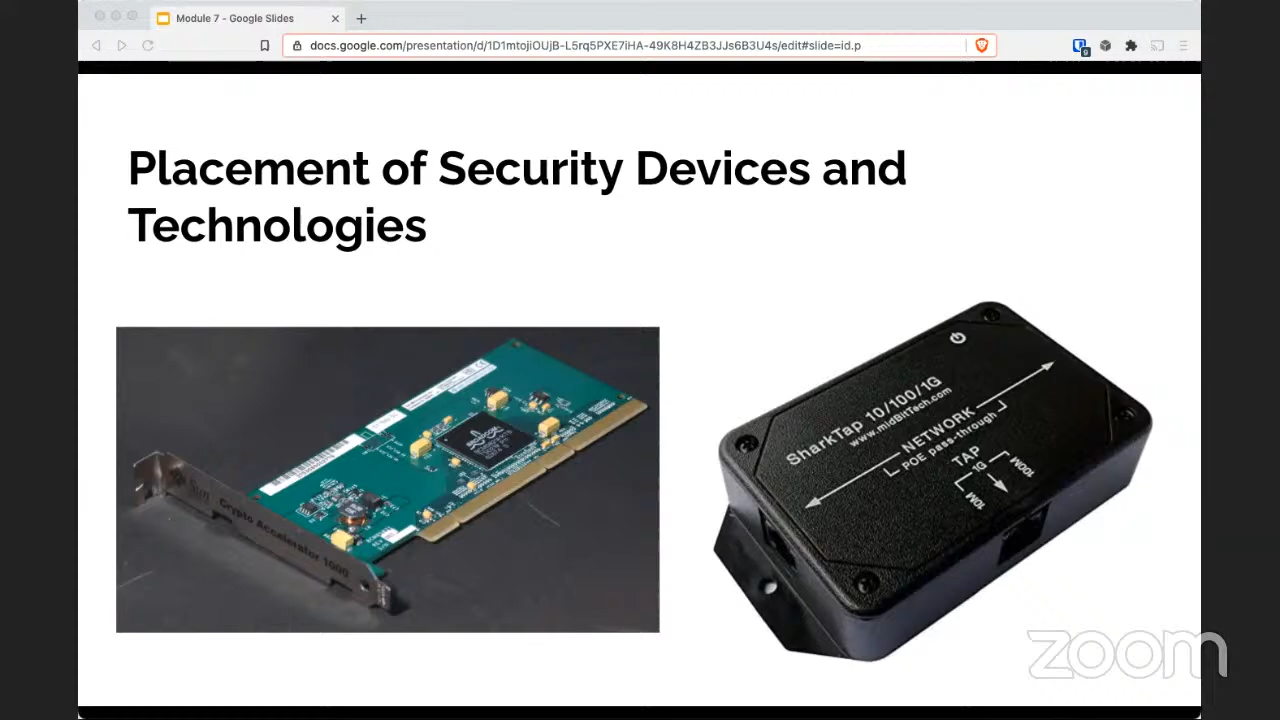 Module 7 - Google Slides
docs.google.com/presentation/d/1D1mtojiOUjB-L5rq5PXE7iHA-49K8H4ZB3JJs6B3U4s/edit#slide=id.p
9
Placement of Security Devices and
Technologies
Sun
Crypto Accelerator 1000
SharkTap 10/100/1G
www.midBitTech.com
NETWORK
POE pass-through
TAP
1G
10M
100M
zoom